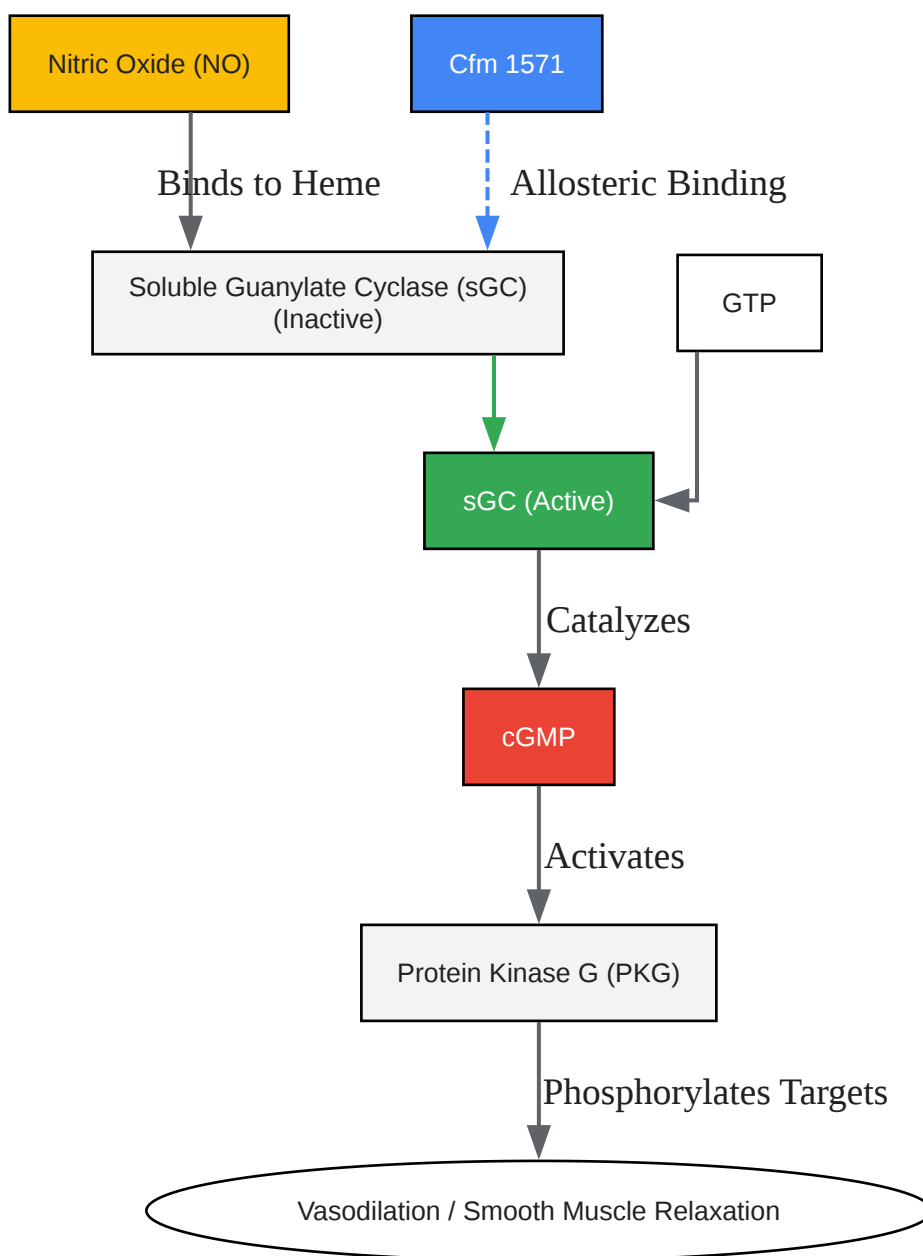 Nitric Oxide (NO)
Cfm 1571
Binds to Heme
Allosteric Binding
Soluble Guanylate Cyclase (sGC)
(Inactive)
GTP
sGC (Active)
Catalyzes
cGMP
Activates
Protein Kinase G (PKG)
Phosphorylates Targets
Vasodilation / Smooth Muscle Relaxation